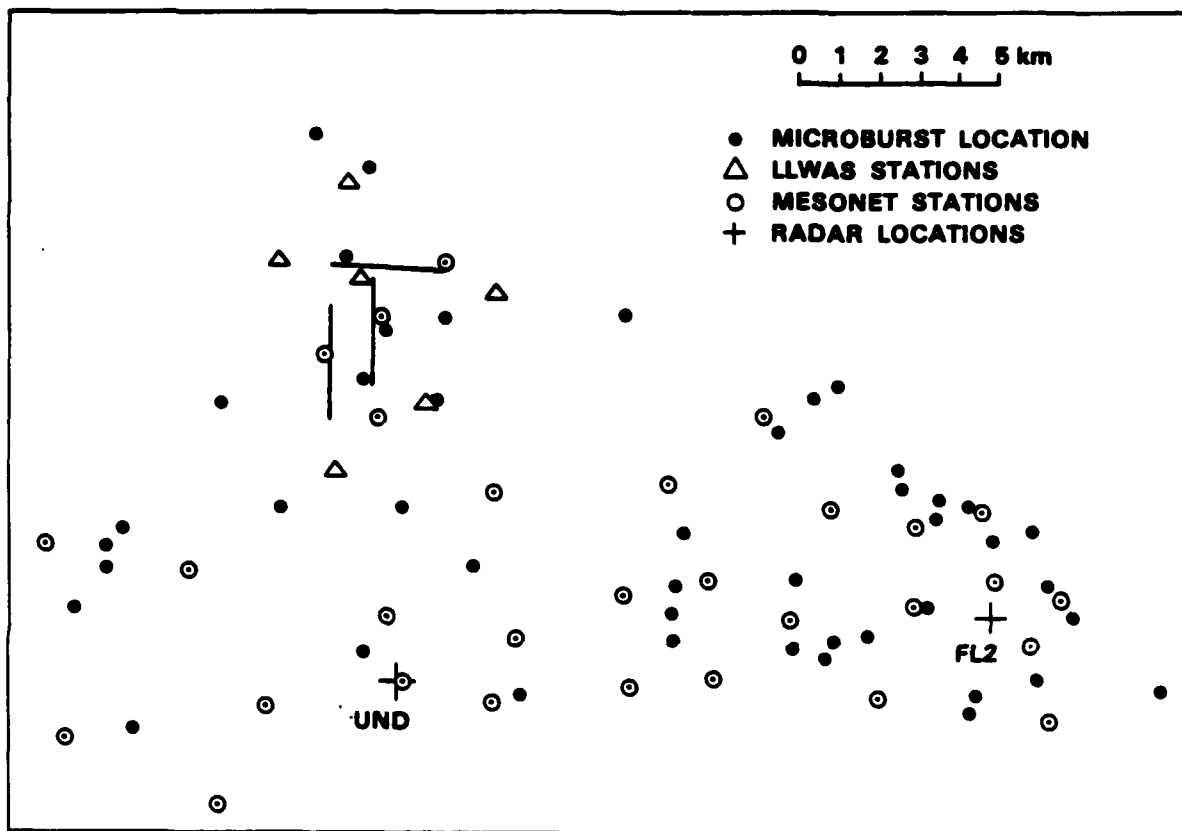 0 1 2 3 4 5 km
MICROBURST LOCATION
LLWAS STATIONS
MESONET STATIONS
RADAR LOCATIONS
FL2
UND